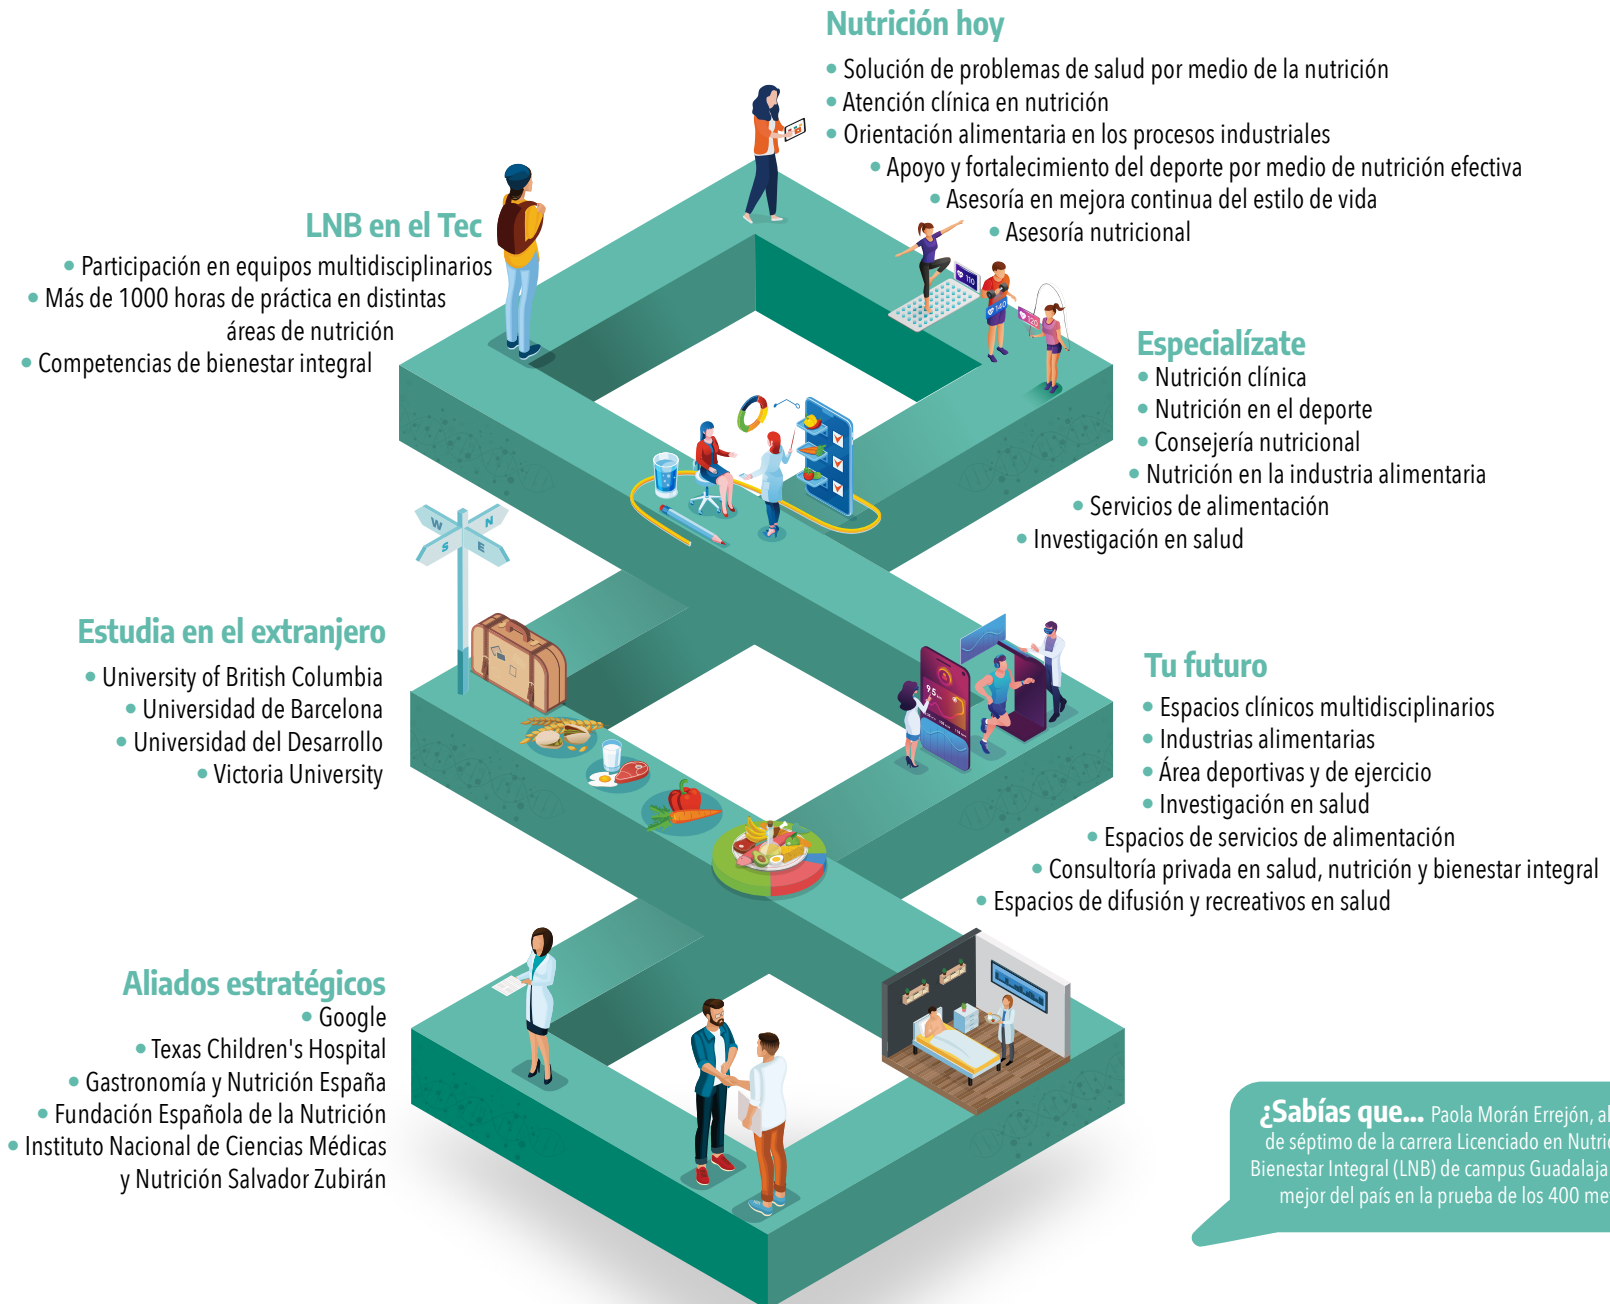 Nutrición hoy
• Solución de problemas de salud por medio de la nutrición
• Atención clínica en nutrición
• Orientación alimentaria en los procesos industriales
• Apoyo y fortalecimiento del deporte por medio de nutrición efectiva
• Asesoría en mejora continua del estilo de vida
• Asesoría nutricional
LNB en el Tec
• Participación en equipos multidisciplinarios
• Más de 1000 horas de práctica en distintas
áreas de nutrición
• Competencias de bienestar integral
110
140
120
Especialízate
• Nutrición clínica
• Nutrición en el deporte
• Consejería nutricional
• Nutrición en la industria alimentaria
• Servicios de alimentación
• Investigación en salud
W N
S E
Estudia en el extranjero
• University of British Columbia
• Universidad de Barcelona
• Universidad del Desarrollo
• Victoria University
Tu futuro
• Espacios clínicos multidisciplinarios
• Industrias alimentarias
• Área deportivas y de ejercicio
• Investigación en salud
• Espacios de servicios de alimentación
• Consultoría privada en salud, nutrición y bienestar integral
• Espacios de difusión y recreativos en salud
Aliados estratégicos
• Google
• Texas Children's Hospital
• Gastronomía y Nutrición España
• Fundación Española de la Nutrición
• Instituto Nacional de Ciencias Médicas
y Nutrición Salvador Zubirán
¿Sabías que... Paola Morán Errejón,
de séptimo de la carrera Licenciado en
Bienestar Integral (LNB) de campus
mejor del país en la prueba de los 400